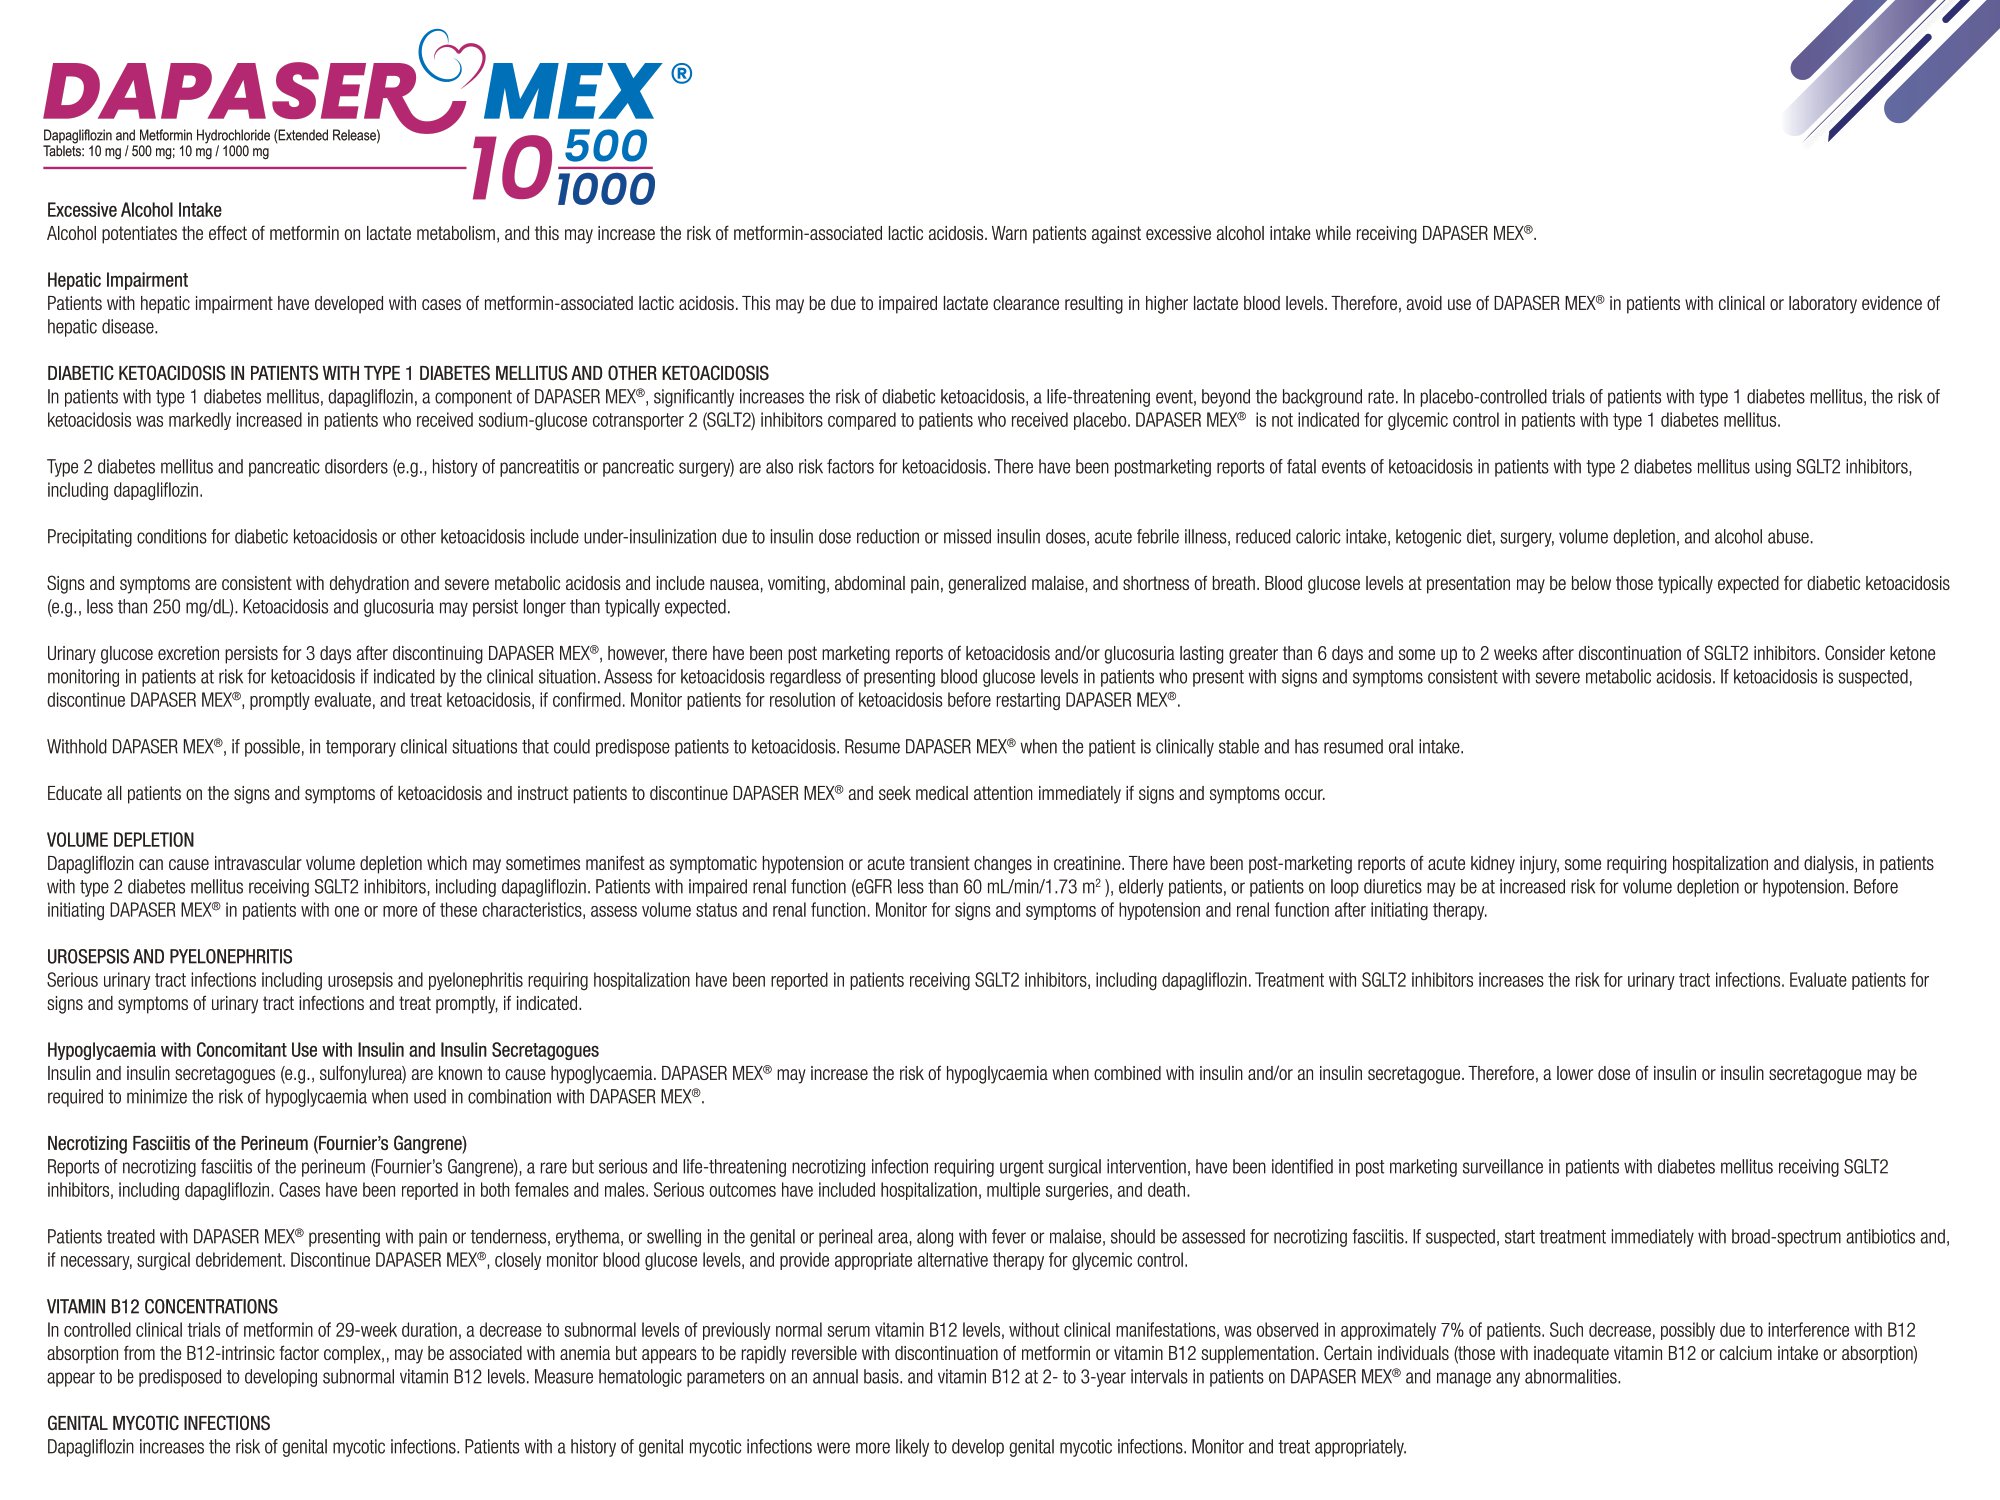 DAPASER MEX®
Dapagliflozin and Metformin Hydrochloride (Extended Release)
Tablets: 10 mg / 500 mg; 10 mg / 1000 mg
10 500
1000
Excessive Alcohol Intake
Alcohol potentiates the effect of metformin on lactate metabolism, and this may increase the risk of metformin-associated lactic acidosis. Warn patients against excessive alcohol intake while receiving DAPASER MEX®.
Hepatic Impairment
Patients with hepatic impairment have developed with cases of metformin-associated lactic acidosis. This may be due to impaired lactate clearance resulting in higher lactate blood levels. Therefore, avoid use of DAPASER MEX® in patients with clinical or laboratory evidence of
hepatic disease.
DIABETIC KETOACIDOSIS IN PATIENTS WITH TYPE 1 DIABETES MELLITUS AND OTHER KETOACIDOSIS
In patients with type 1 diabetes mellitus, dapagliflozin, a component of DAPASER MEX®, significantly increases the risk of diabetic ketoacidosis, a life-threatening event, beyond the background rate. In placebo-controlled trials of patients with type 1 diabetes mellitus, the risk of
ketoacidosis was markedly increased in patients who received sodium-glucose cotransporter 2 (SGLT2) inhibitors compared to patients who received placebo. DAPASER MEX® is not indicated for glycemic control in patients with type 1 diabetes mellitus.
Type 2 diabetes mellitus and pancreatic disorders (e.g., history of pancreatitis or pancreatic surgery) are also risk factors for ketoacidosis. There have been postmarketing reports of fatal events of ketoacidosis in patients with type 2 diabetes mellitus using SGLT2 inhibitors,
including dapagliflozin.
Precipitating conditions for diabetic ketoacidosis or other ketoacidosis include under-insulinization due to insulin dose reduction or missed insulin doses, acute febrile illness, reduced caloric intake, ketogenic diet, surgery, volume depletion, and alcohol abuse.
Signs and symptoms are consistent with dehydration and severe metabolic acidosis and include nausea, vomiting, abdominal pain, generalized malaise, and shortness of breath. Blood glucose levels at presentation may be below those typically expected for diabetic ketoacidosis
(e.g., less than 250 mg/dL). Ketoacidosis and glucosuria may persist longer than typically expected.
Urinary glucose excretion persists for 3 days after discontinuing DAPASER MEX®, however, there have been post marketing reports of ketoacidosis and/or glucosuria lasting greater than 6 days and some up to 2 weeks after discontinuation of SGLT2 inhibitors. Consider ketone
monitoring in patients at risk for ketoacidosis if indicated by the clinical situation. Assess for ketoacidosis regardless of presenting blood glucose levels in patients who present with signs and symptoms consistent with severe metabolic acidosis. If ketoacidosis is suspected,
discontinue DAPASER MEX®, promptly evaluate, and treat ketoacidosis, if confirmed. Monitor patients for resolution of ketoacidosis before restarting DAPASER MEX®.
Withhold DAPASER MEX®, if possible, in temporary clinical situations that could predispose patients to ketoacidosis. Resume DAPASER MEX® when the patient is clinically stable and has resumed oral intake.
Educate all patients on the signs and symptoms of ketoacidosis and instruct patients to discontinue DAPASER MEX® and seek medical attention immediately if signs and symptoms occur.
VOLUME DEPLETION
Dapagliflozin can cause intravascular volume depletion which may sometimes manifest as symptomatic hypotension or acute transient changes in creatinine. There have been post-marketing reports of acute kidney injury, some requiring hospitalization and dialysis, in patients
with type 2 diabetes mellitus receiving SGLT2 inhibitors, including dapagliflozin. Patients with impaired renal function (eGFR less than 60 mL/min/1.73 m² ), elderly patients, or patients on loop diuretics may be at increased risk for volume depletion or hypotension. Before
initiating DAPASER MEX® in patients with one or more of these characteristics, assess volume status and renal function. Monitor for signs and symptoms of hypotension and renal function after initiating therapy.
UROSEPSIS AND PYELONEPHRITIS
Serious urinary tract infections including urosepsis and pyelonephritis requiring hospitalization have been reported in patients receiving SGLT2 inhibitors, including dapagliflozin. Treatment with SGLT2 inhibitors increases the risk for urinary tract infections. Evaluate patients for
signs and symptoms of urinary tract infections and treat promptly, if indicated.
Hypoglycaemia with Concomitant Use with Insulin and Insulin Secretagogues
Insulin and insulin secretagogues (e.g., sulfonylurea) are known to cause hypoglycaemia. DAPASER MEX® may increase the risk of hypoglycaemia when combined with insulin and/or an insulin secretagogue. Therefore, a lower dose of insulin or insulin secretagogue may be
required to minimize the risk of hypoglycaemia when used in combination with DAPASER MEX®.
Necrotizing Fasciitis of the Perineum (Fournier's Gangrene)
Reports of necrotizing fasciitis of the perineum (Fournier's Gangrene), a rare but serious and life-threatening necrotizing infection requiring urgent surgical intervention, have been identified in post marketing surveillance in patients with diabetes mellitus receiving SGLT2
inhibitors, including dapagliflozin. Cases have been reported in both females and males. Serious outcomes have included hospitalization, multiple surgeries, and death.
Patients treated with DAPASER MEX® presenting with pain or tenderness, erythema, or swelling in the genital or perineal area, along with fever or malaise, should be assessed for necrotizing fasciitis. If suspected, start treatment immediately with broad-spectrum antibiotics and,
if necessary, surgical debridement. Discontinue DAPASER MEX®, closely monitor blood glucose levels, and provide appropriate alternative therapy for glycemic control.
VITAMIN B12 CONCENTRATIONS
In controlled clinical trials of metformin of 29-week duration, a decrease to subnormal levels of previously normal serum vitamin B12 levels, without clinical manifestations, was observed in approximately 7% of patients. Such decrease, possibly due to interference with B12
absorption from the B12-intrinsic factor complex,, may be associated with anemia but appears to be rapidly reversible with discontinuation of metformin or vitamin B12 supplementation. Certain individuals (those with inadequate vitamin B12 or calcium intake or absorption)
appear to be predisposed to developing subnormal vitamin B12 levels. Measure hematologic parameters on an annual basis. and vitamin B12 at 2- to 3-year intervals in patients on DAPASER MEX® and manage any abnormalities.
GENITAL MYCOTIC INFECTIONS
Dapagliflozin increases the risk of genital mycotic infections. Patients with a history of genital mycotic infections were more likely to develop genital mycotic infections. Monitor and treat appropriately.